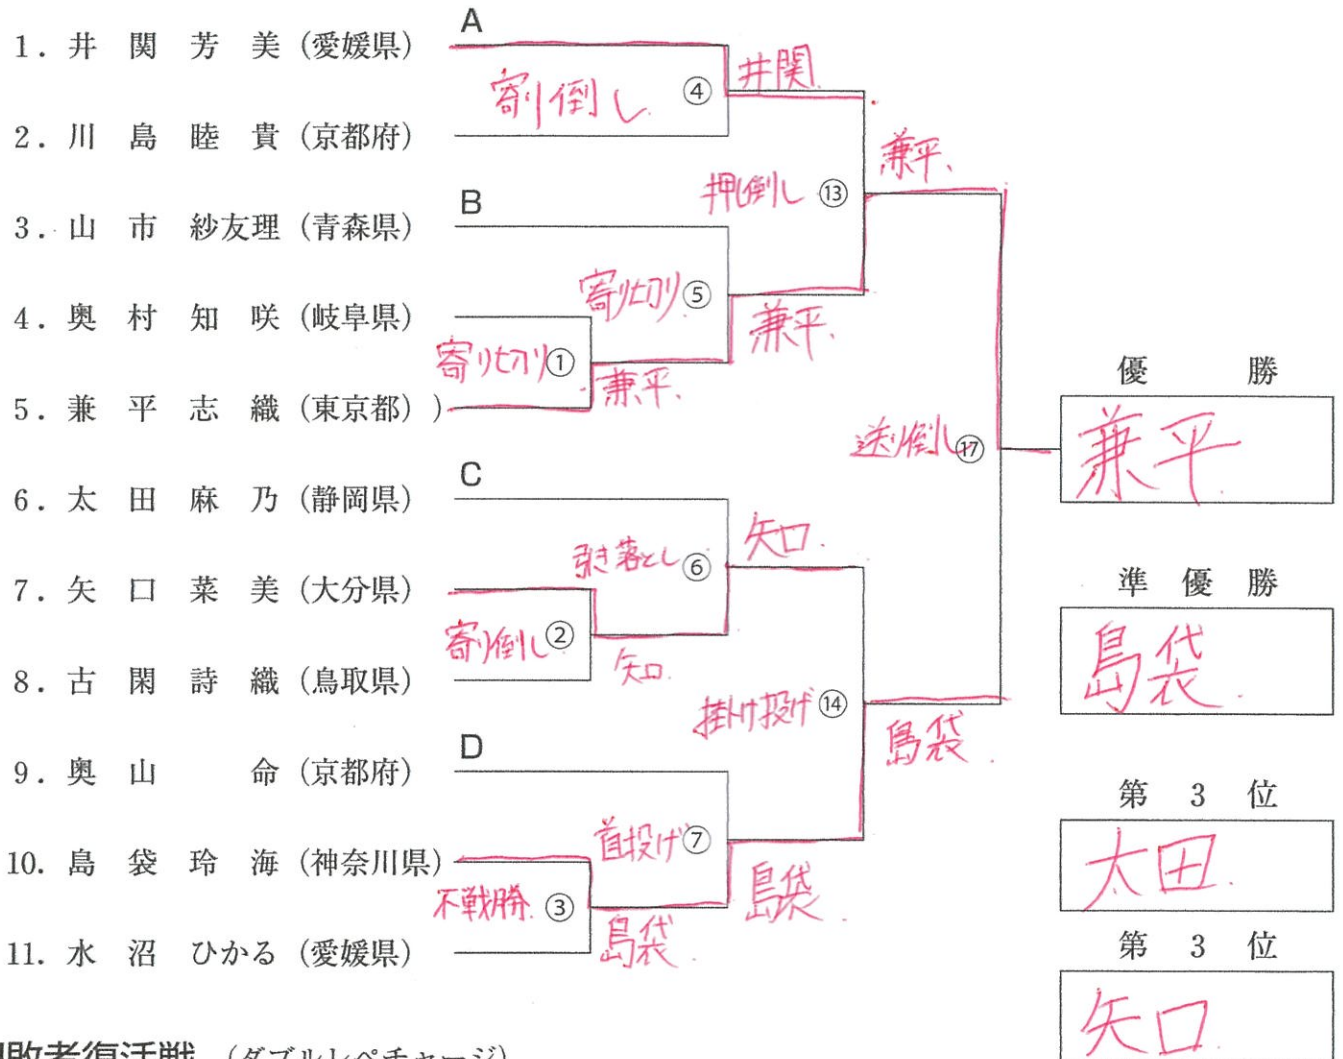 A
1. 井 関 芳 美 (愛媛県)
寄り倒し ④ 井関
2. 川 島 睦 貴 (京都府)
押し倒し ⑬ 兼平
B
3. 山 市 紗友理 (青森県)
寄り切り ⑤ 兼平
4. 奥 村 知 咲 (岐阜県)
寄り切り ① 兼平
5. 兼 平 志 織 (東京都) )
送り倒し ⑰
C
6. 太 田 麻 乃 (静岡県)
引き落とし ⑥ 矢口
7. 矢 口 菜 美 (大分県)
寄り倒し ② 矢口
8. 古 閑 詩 織 (鳥取県)
掛け投げ ⑭ 島袋
D
9. 奥 山 命 (京都府)
首投げ ⑦ 島袋
10. 島 袋 玲 海 (神奈川県)
不戦勝 ③ 島袋
11. 水 沼 ひかる (愛媛県)
優 勝
兼平
準 優 勝
島袋
第 3 位
太田
第 3 位
矢口
敗者復活戦 (ダブルレペチャージ)